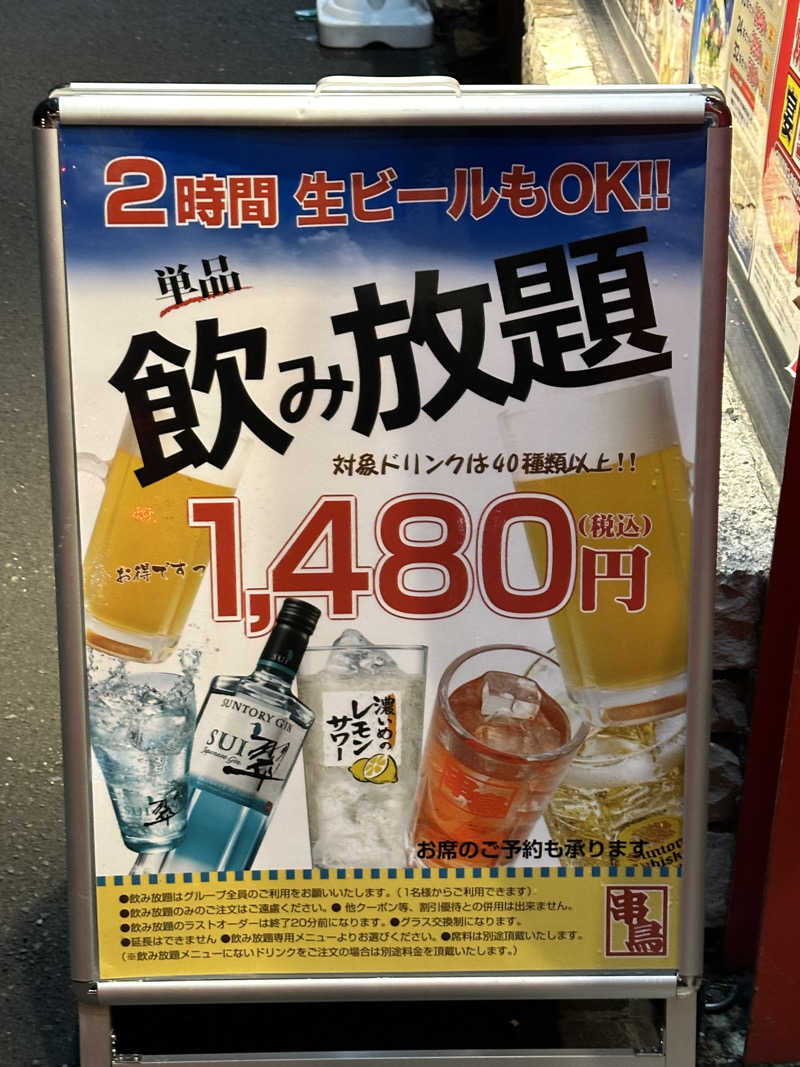 2時間 生ビールもOK!!
単品
飲み放題
対象ドリンクは40種類以上!!
1,480円(税込)
お得ですっ
SUI
SUNTORY GIN
SUI 翠
Japanese Gin
濃いめの
レモン
サワー
SUI 翠
お席のご予約も承ります
●飲み放題はグループ全員のご利用をお願いいたします。(1名様からご利用できます)
●飲み放題のみのご注文はご遠慮ください。●他クーポン等、割引優待との併用は出来ません。
●飲み放題のラストオーダーは終了20分前になります。●グラス交換制になります。
●延長はできません ●飲み放題専用メニューよりお選びください。●席料は別途頂戴いたします。
(※飲み放題メニューにないドリンクをご注文の場合は別途料金を頂戴いたします。)
串鳥